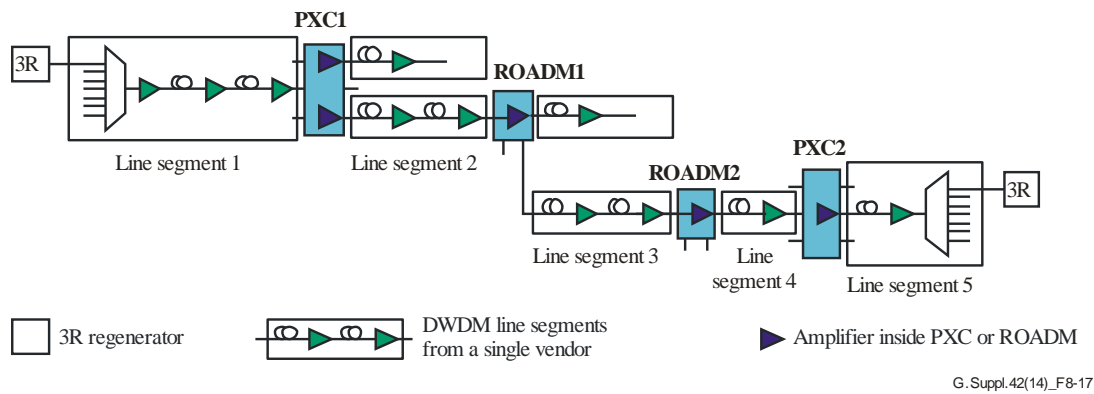 PXC1
3R
ROADM1
Line segment 1
Line segment 2
PXC2
ROADM2
3R
Line segment 3
Line
segment 4
Line segment 5
3R regenerator
DWDM line segments
from a single vendor
Amplifier inside PXC or ROADM
G.Suppl.42(14)_F8-17